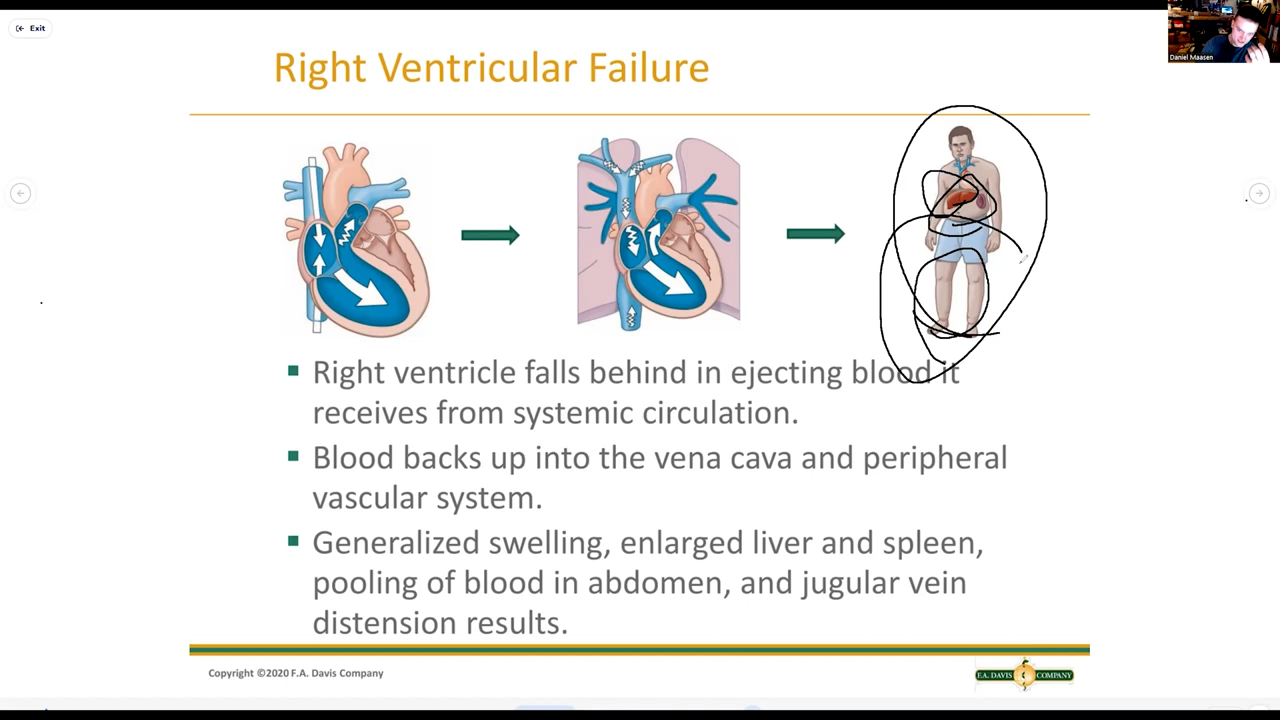 Exit
Daniel Maasen
Right Ventricular Failure
▪ Right ventricle falls behind in ejecting blood it
receives from systemic circulation.
▪ Blood backs up into the vena cava and peripheral
vascular system.
▪ Generalized swelling, enlarged liver and spleen,
pooling of blood in abdomen, and jugular vein
distension results.
Copyright ©2020 F.A. Davis Company
F.A. DAVIS COMPANY